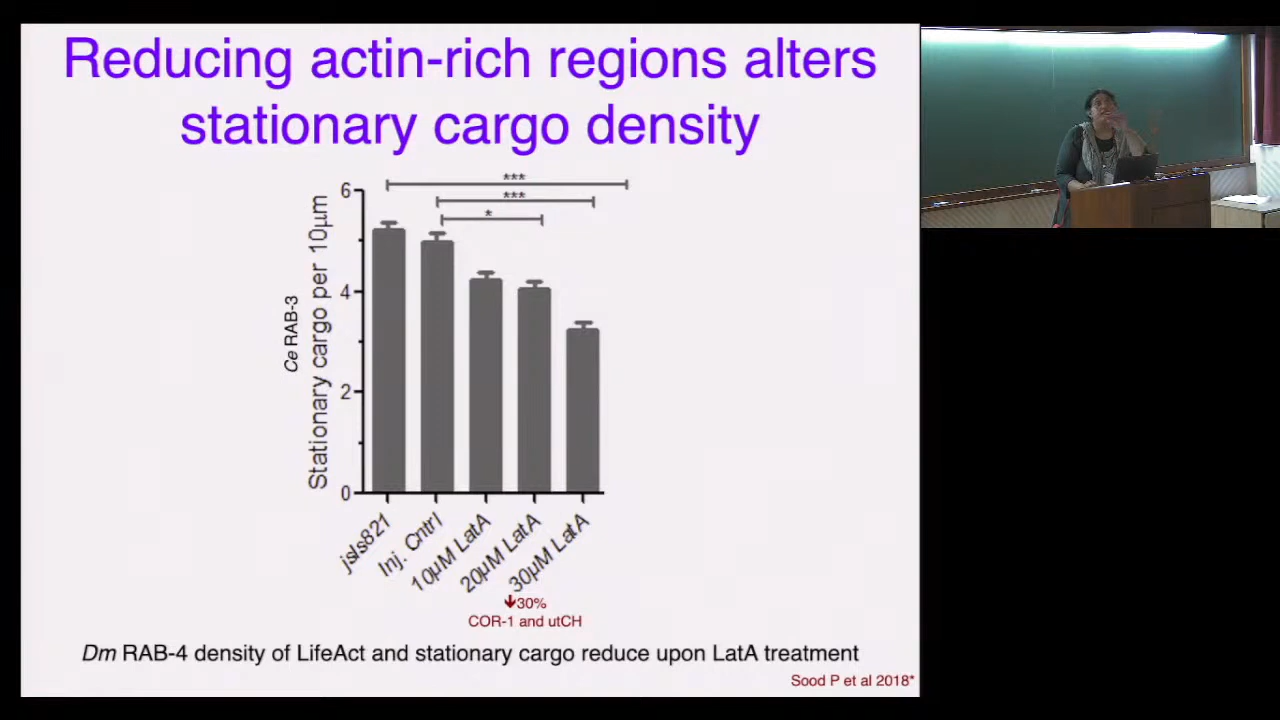 Reducing actin-rich regions alters
stationary cargo density
***
***
*
6
4
2
0
Ce RAB-3
Stationary cargo per 10µm
jsIs821
Inj. Cntrl
10µM LatA
20µM LatA
30µM LatA
↓30%
COR-1 and utCH
Dm RAB-4 density of LifeAct and stationary cargo reduce upon LatA treatment
Sood P et al 2018*